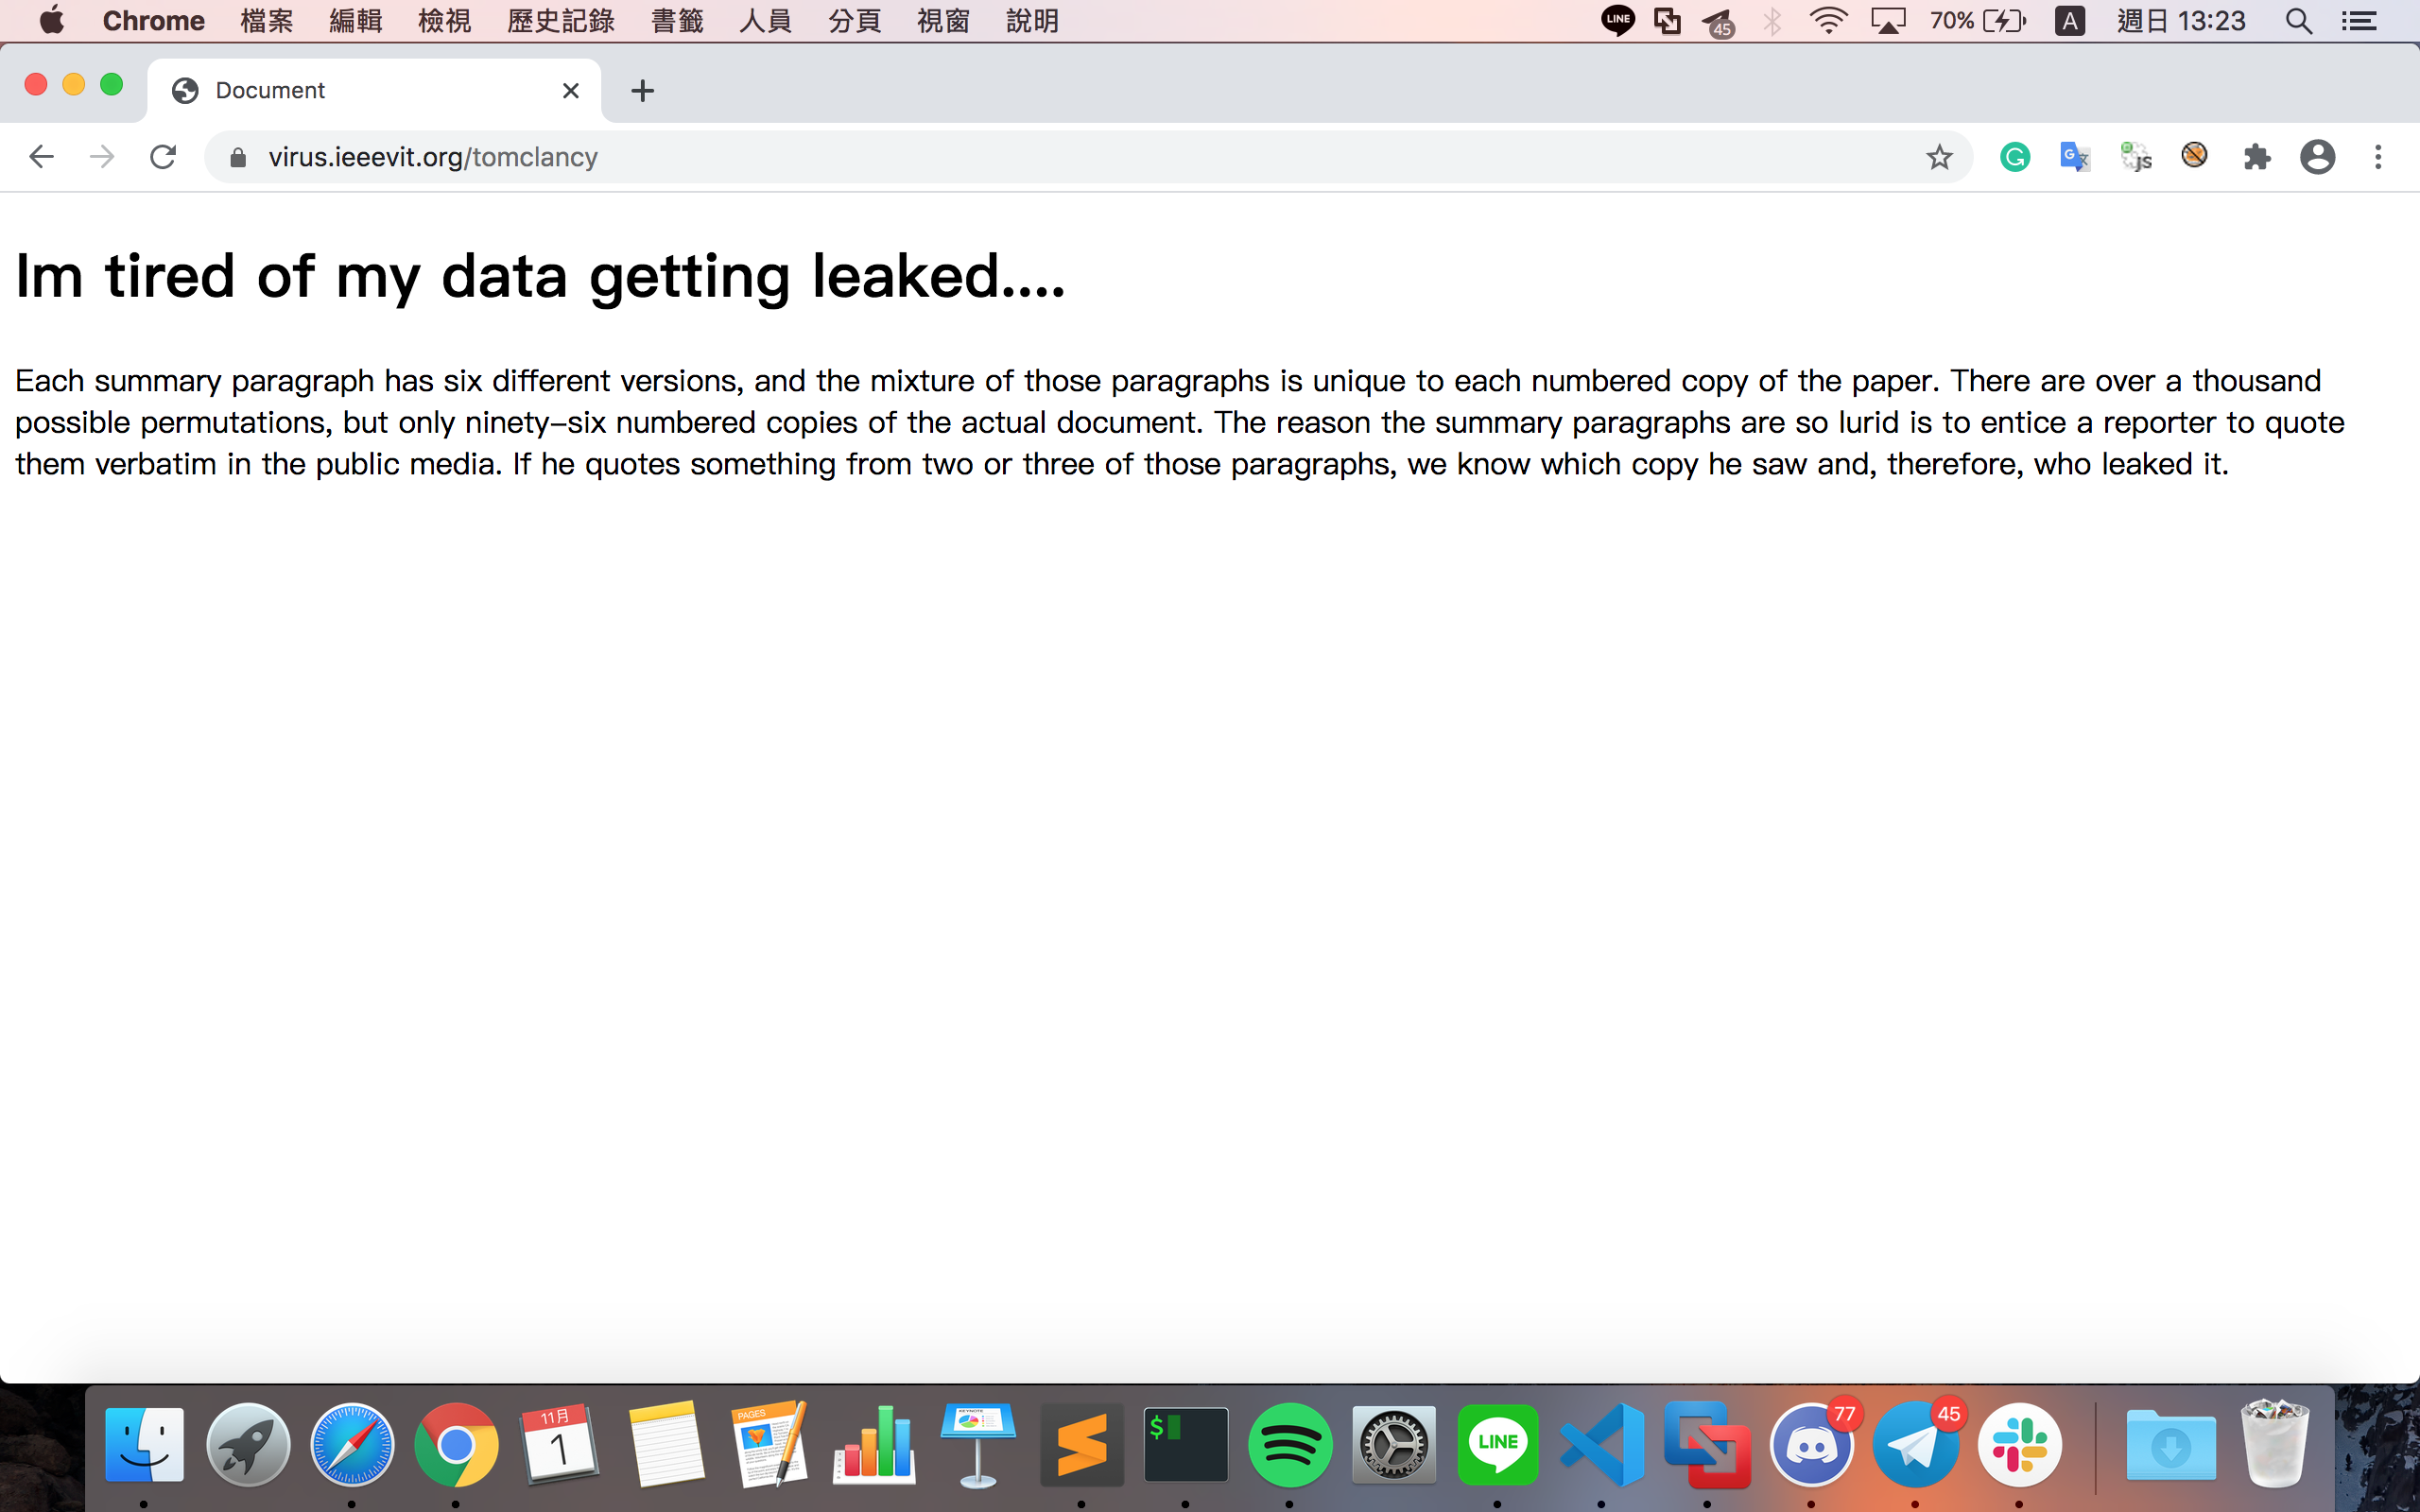 Chrome 檔案 編輯 檢視 歷史記錄 書籤 人員 分頁 視窗 說明 LINE 45 70% A 週日 13:23
Document
virus.ieeevit.org/tomclancy
G JS
Im tired of my data getting leaked....
Each summary paragraph has six different versions, and the mixture of those paragraphs is unique to each numbered copy of the paper. There are over a thousand
possible permutations, but only ninety-six numbered copies of the actual document. The reason the summary paragraphs are so lurid is to entice a reporter to quote
them verbatim in the public media. If he quotes something from two or three of those paragraphs, we know which copy he saw and, therefore, who leaked it.
11月
1
PAGES
KEYNOTE
$
LINE
77
45